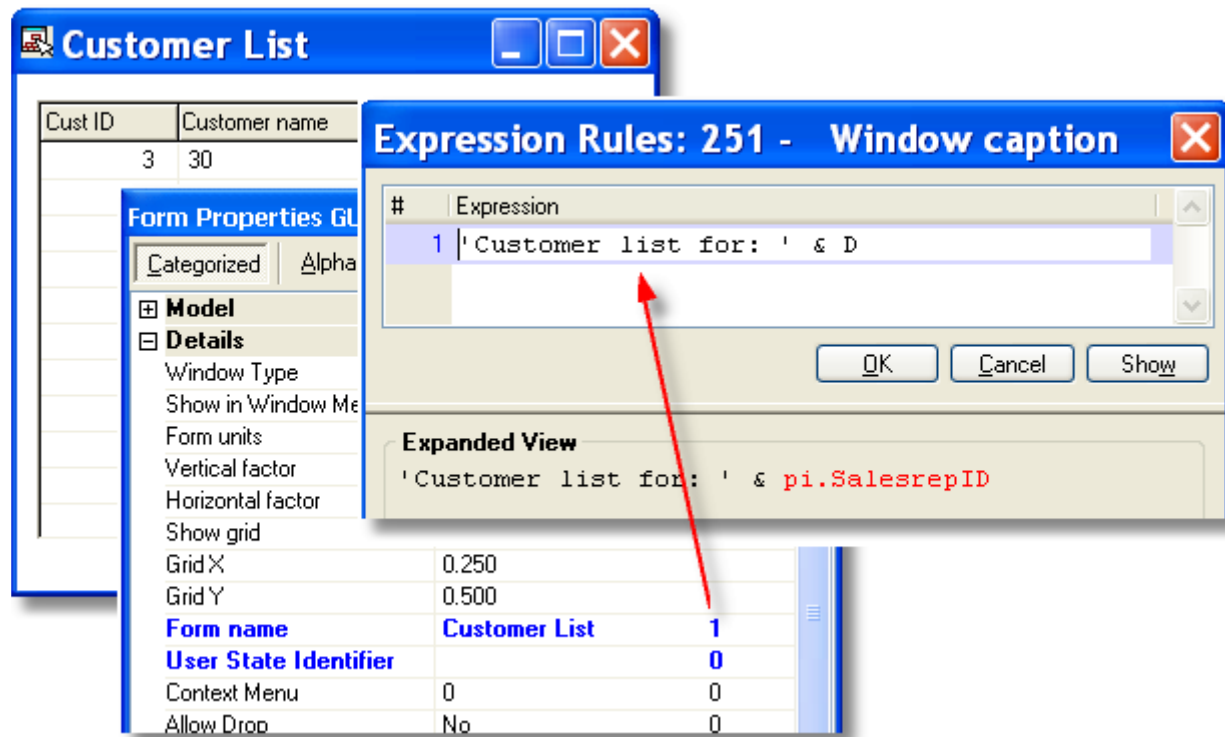 Customer List
Cust ID Customer name
3 30
Expression Rules: 251 - Window caption
# Expression
1 'Customer list for: ' & D
OK Cancel Show
Expanded View
'Customer list for: ' & pi.SalesrepID
Form Properties
Categorized
Model
Details
Window Type
Show in Window
Form units
Vertical factor
Horizontal factor
Show grid
Grid X 0.250
Grid Y 0.500
Form name Customer List 1
User State Identifier 0
Context Menu 0 0
Allow Drop No 0